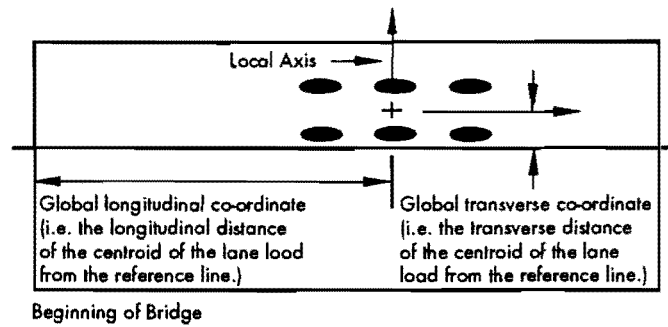 Local Axis
Global longitudinal co-ordinate
(i.e. the longitudinal distance
of the centroid of the lane load
from the reference line.)
Global transverse co-ordinate
(i.e. the transverse distance
of the centroid of the lane
load from the reference line.)
Beginning of Bridge